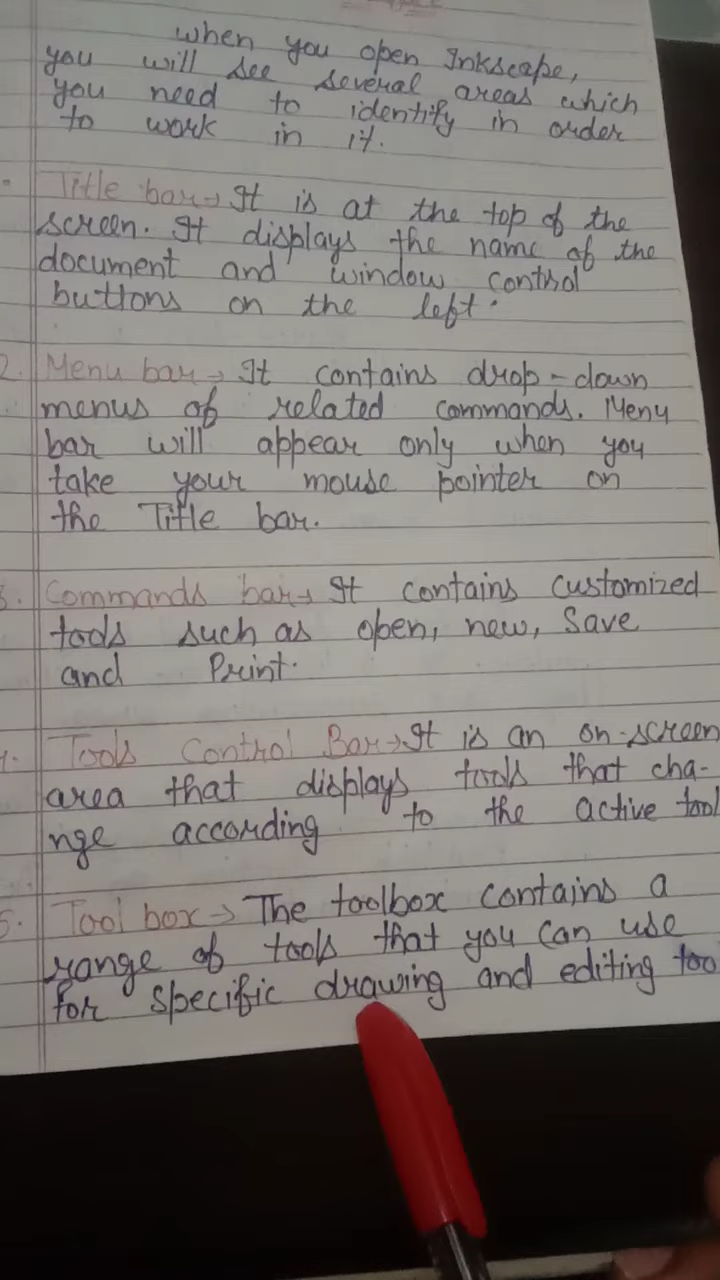 when you open Inkscape,
you will see several areas which
you need to identify in order
to work in it.
Title bar → It is at the top of the
screen. It displays the name of the
document and window control
buttons on the left.
2. Menu bar → It contains drop-down
menus of related commands. Menu
bar will appear only when you
take your mouse pointer on
the Title bar.
3. Commands bar → It contains customized
tools such as open, new, Save
and Print.
4. Tools Control Bar → It is an on-screen
area that displays tools that cha-
nge according to the active tool
5. Tool box → The toolbox contains a
range of tools that you can use
for specific drawing and editing too